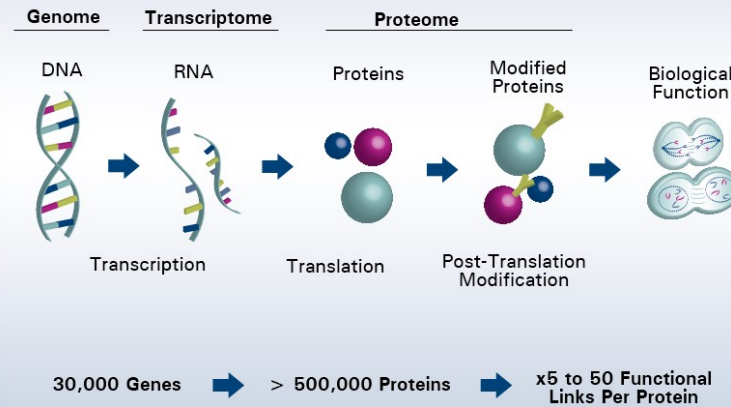 Genome Transcriptome Proteome
DNA RNA Proteins Modified Proteins Biological Function
Transcription Translation Post-Translation Modification
30,000 Genes > 500,000 Proteins x5 to 50 Functional Links Per Protein